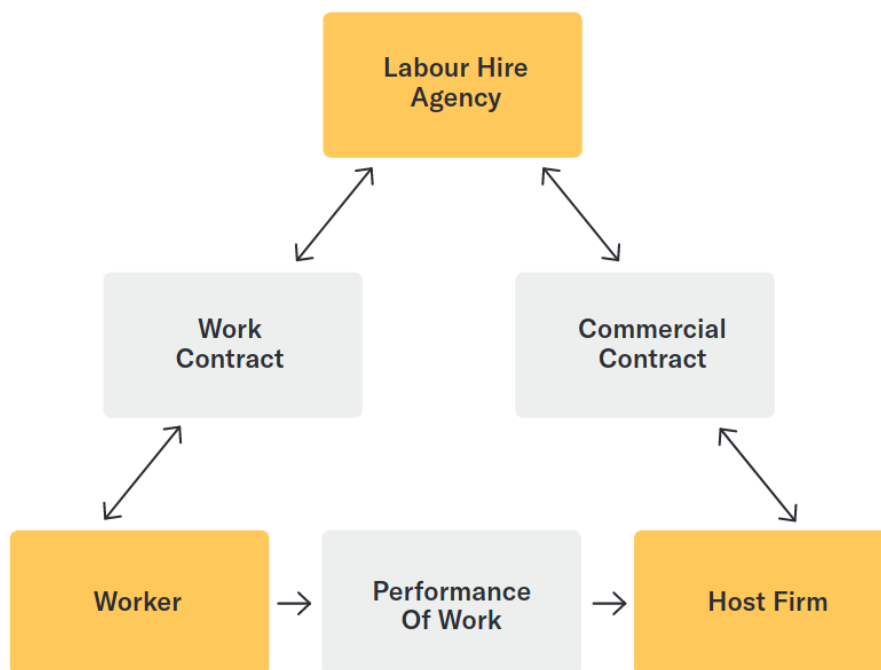 Labour Hire
Agency
Work
Contract
Commercial
Contract
Worker
Performance
Of Work
Host Firm